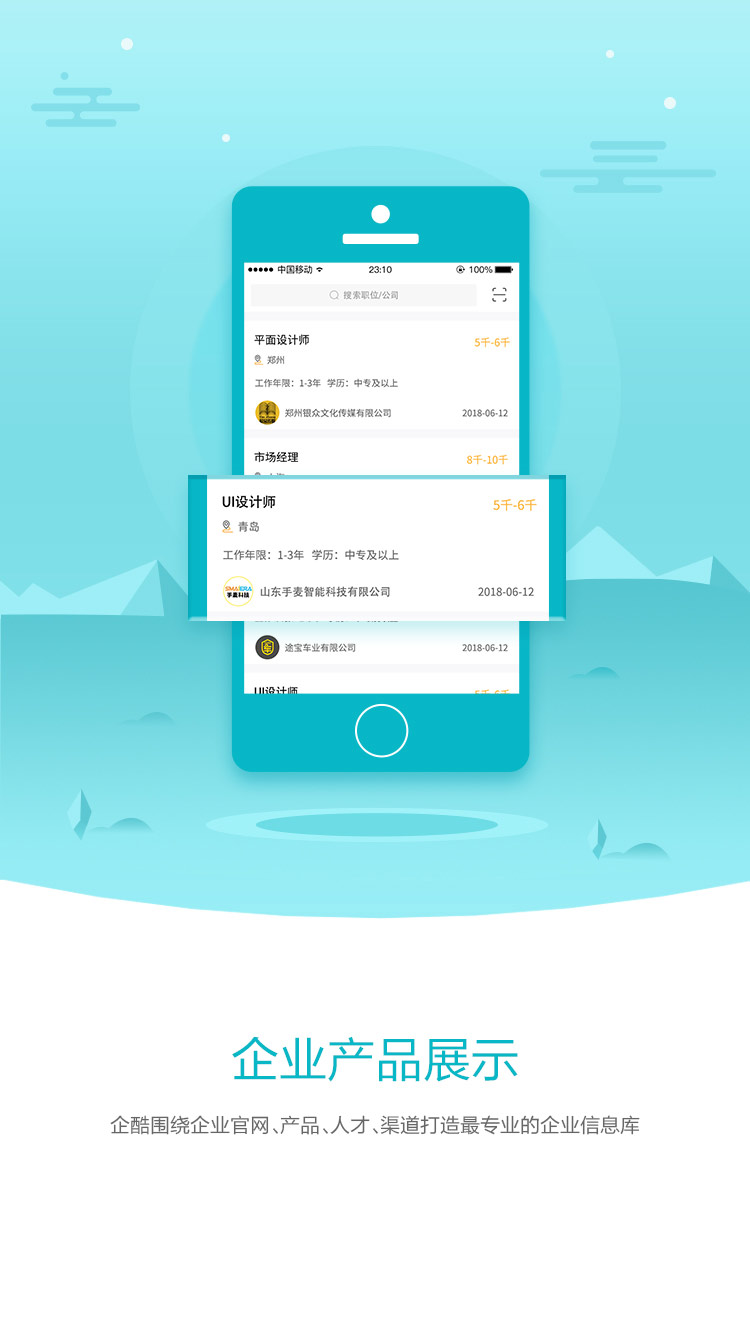 中国移动 23:10 100%
搜索职位/公司
平面设计师 5千-6千
郑州
工作年限：1-3年 学历：中专及以上
郑州银众文化传媒有限公司 2018-06-12
市场经理 8千-10千
UI设计师 5千-6千
青岛
工作年限：1-3年 学历：中专及以上
手麦科技 山东手麦智能科技有限公司 2018-06-12
途宝车业有限公司 2018-06-12
UI设计师 5千-6千
企业产品展示
企酷围绕企业官网、产品、人才、渠道打造最专业的企业信息库